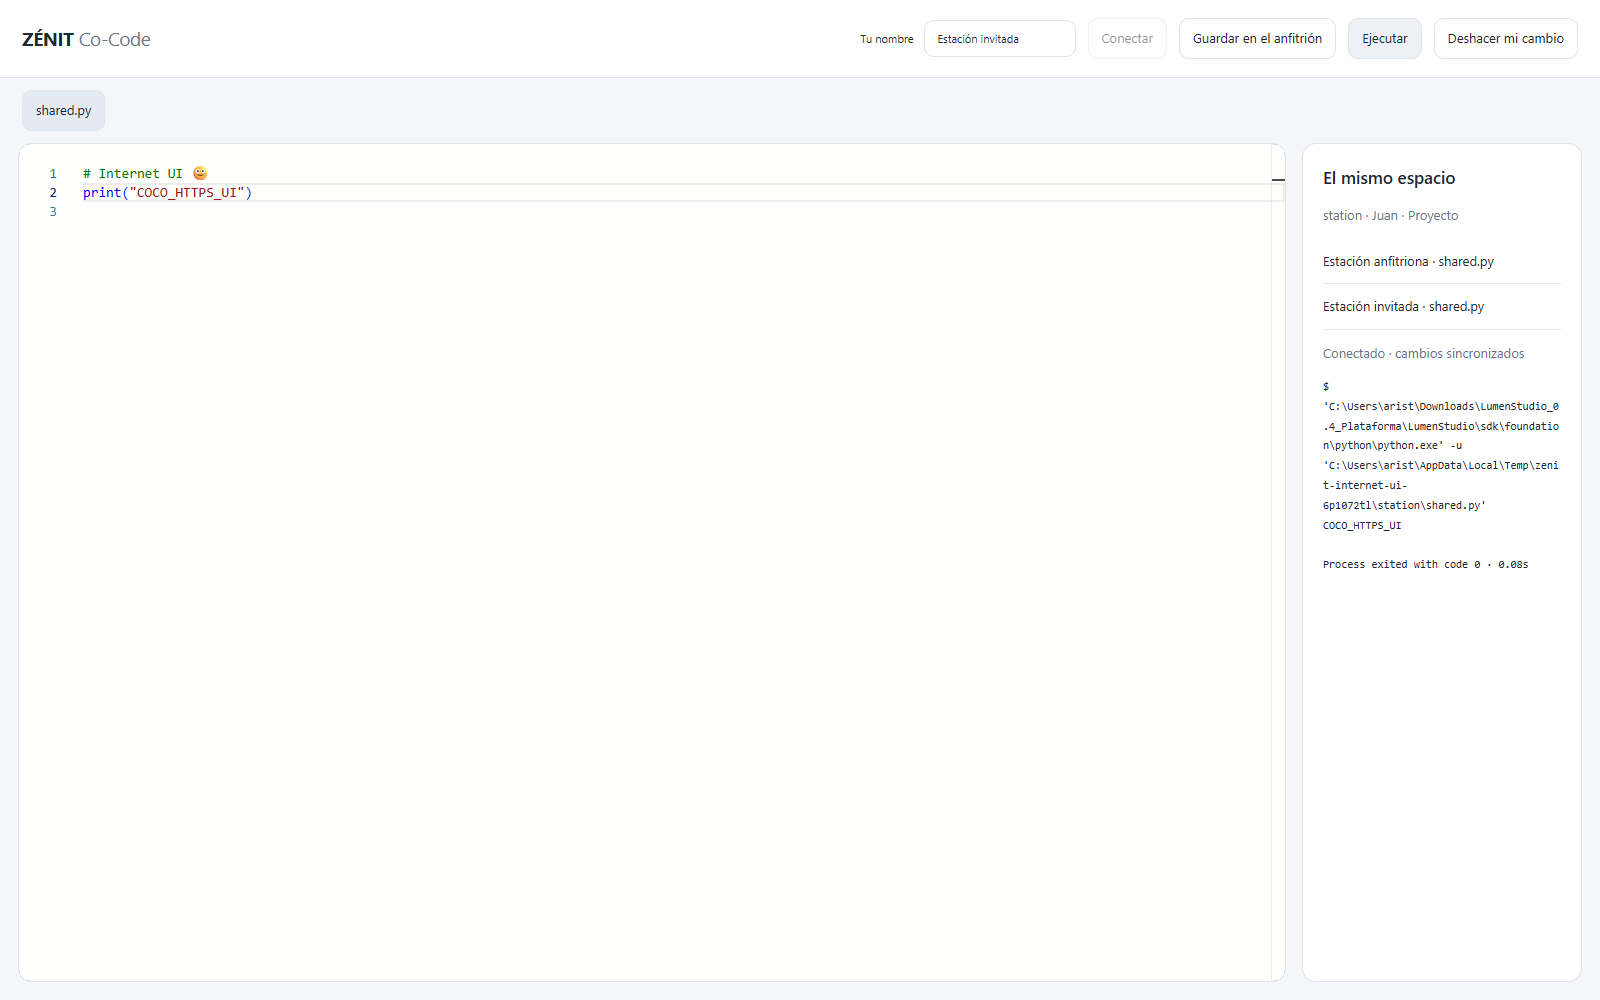 ZÉNIT Co-Code
Tu nombre
Estación invitada
Conectar
Guardar en el anfitrión
Ejecutar
Deshacer mi cambio
shared.py
1 # Internet UI 🙂
2 print("COCO_HTTPS_UI")
3
El mismo espacio
station · Juan · Proyecto
Estación anfitriona · shared.py
Estación invitada · shared.py
Conectado · cambios sincronizados
$
'C:\Users\arist\Downloads\LumenStudio_0
.4_Plataforma\LumenStudio\sdk\foundatio
n\python\python.exe' -u
'C:\Users\arist\AppData\Local\Temp\zeni
t-internet-ui-
6p1072tl\station\shared.py'
COCO_HTTPS_UI
Process exited with code 0 · 0.08s